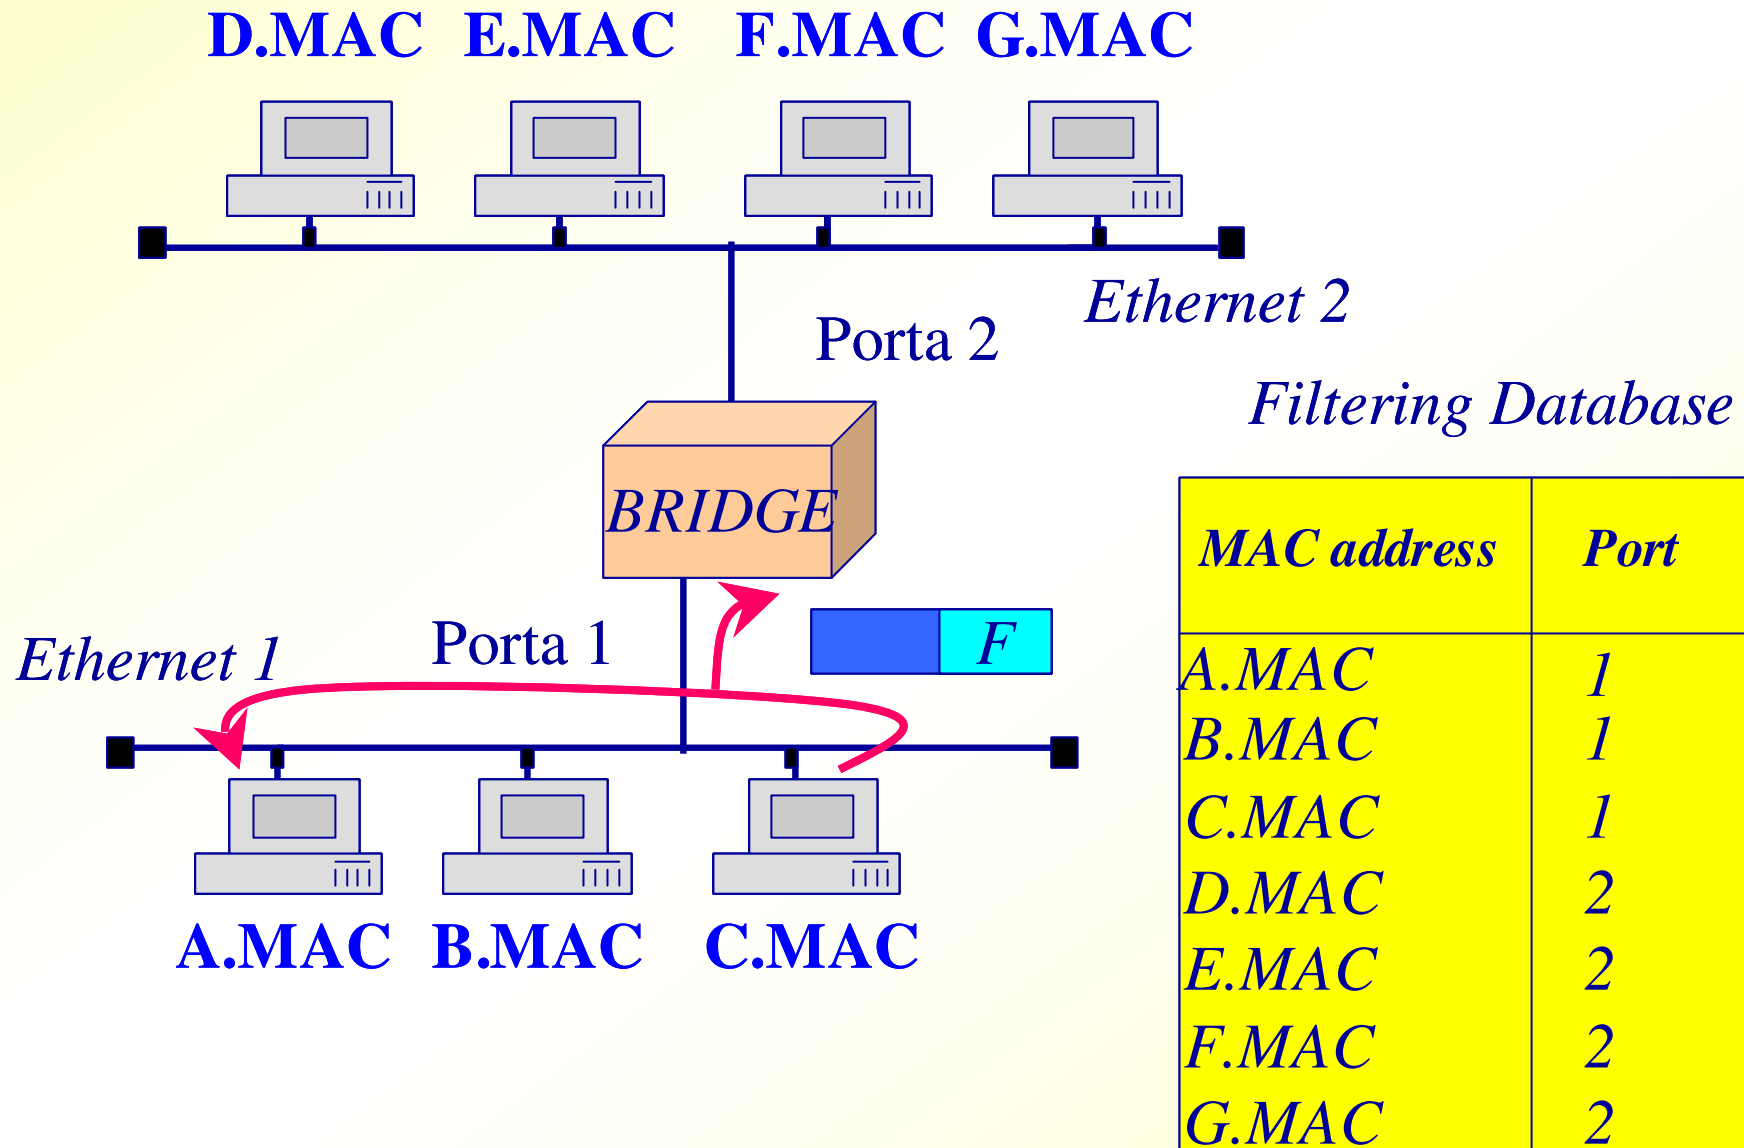 D.MAC E.MAC F.MAC G.MAC
Ethernet 2
Porta 2
Filtering Database
BRIDGE
MAC address Port
Porta 1
F
Ethernet 1
A.MAC 1
B.MAC 1
C.MAC 1
D.MAC 2
E.MAC 2
F.MAC 2
G.MAC 2
A.MAC B.MAC C.MAC